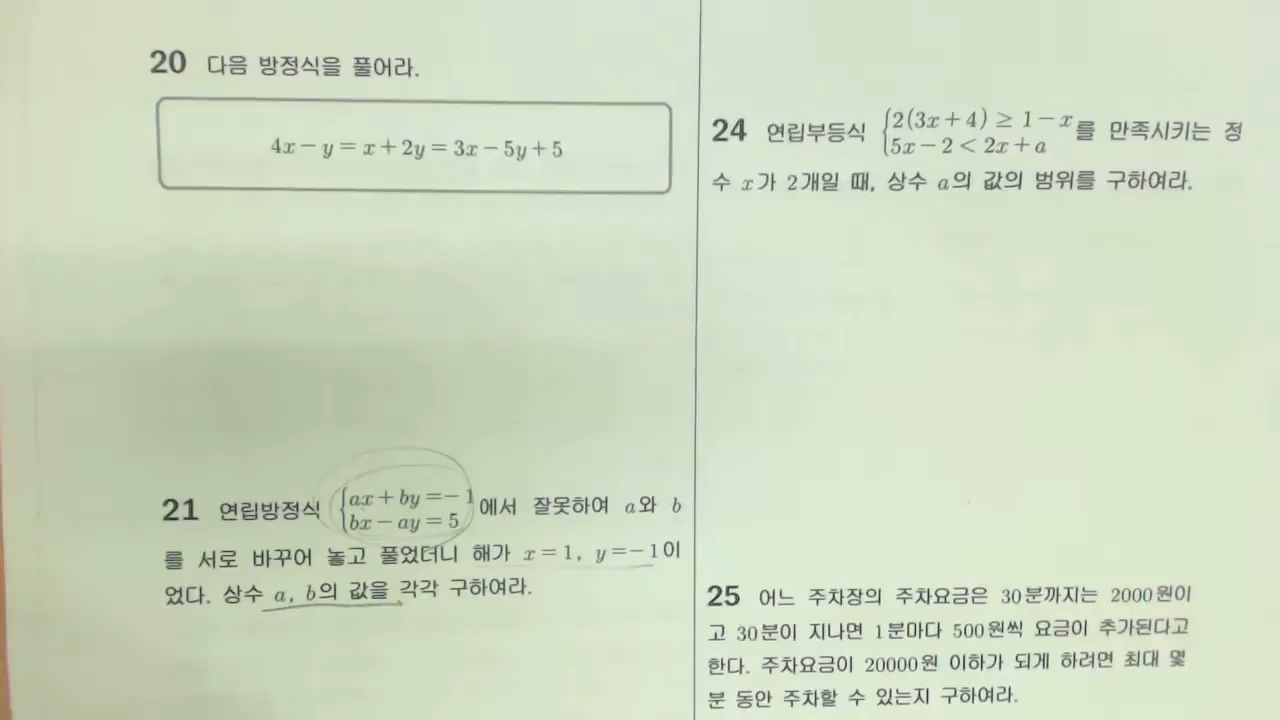 20 다음 방정식을 풀어라.
4x-y=x+2y=3x-5y+5
21 연립방정식 {ax+by=-1 에서 잘못하여 a와 b
bx-ay=5
를 서로 바꾸어 놓고 풀었더니 해가 x=1, y=-1이
었다. 상수 a, b의 값을 각각 구하여라.
24 연립부등식 {2(3x+4)≥1-x 를 만족시키는 정
5x-2<2x+a
수 x가 2개일 때, 상수 a의 값의 범위를 구하여라.
25 어느 주차장의 주차요금은 30분까지는 2000원이
고 30분이 지나면 1분마다 500원씩 요금이 추가된다고
한다. 주차요금이 20000원 이하가 되게 하려면 최대 몇
분 동안 주차할 수 있는지 구하여라.